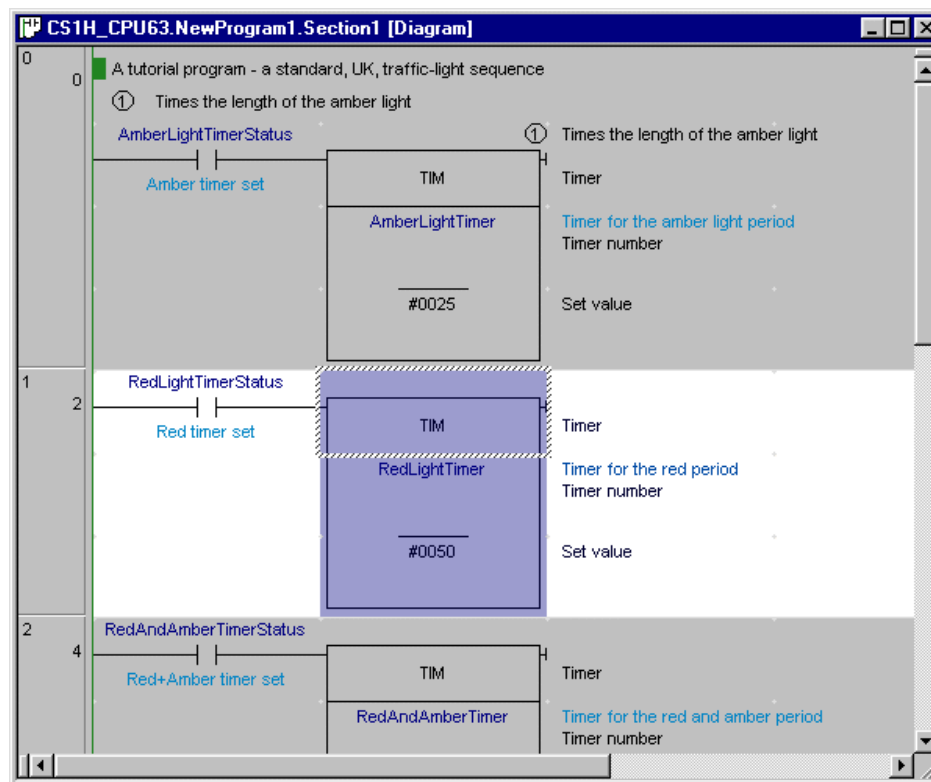 CS1H_CPU63.NewProgram1.Section1 [Diagram]
0
0
A tutorial program - a standard, UK, traffic-light sequence
1 Times the length of the amber light
AmberLightTimerStatus
1 Times the length of the amber light
Amber timer set
TIM
Timer
AmberLightTimer
Timer for the amber light period
Timer number
#0025
Set value
1
2
RedLightTimerStatus
Red timer set
TIM
Timer
RedLightTimer
Timer for the red period
Timer number
#0050
Set value
2
4
RedAndAmberTimerStatus
Red+Amber timer set
TIM
Timer
RedAndAmberTimer
Timer for the red and amber period
Timer number